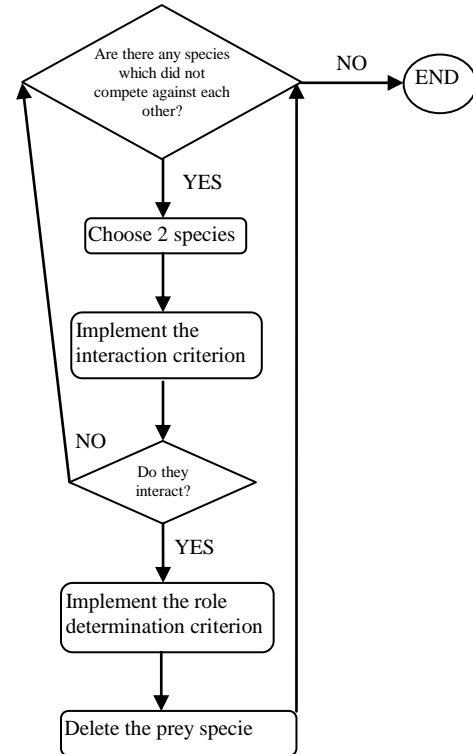 Are there any species
which did not
compete against each
other?
NO
END
YES
Choose 2 species
Implement the
interaction criterion
NO
Do they
interact?
YES
Implement the role
determination criterion
Delete the prey specie